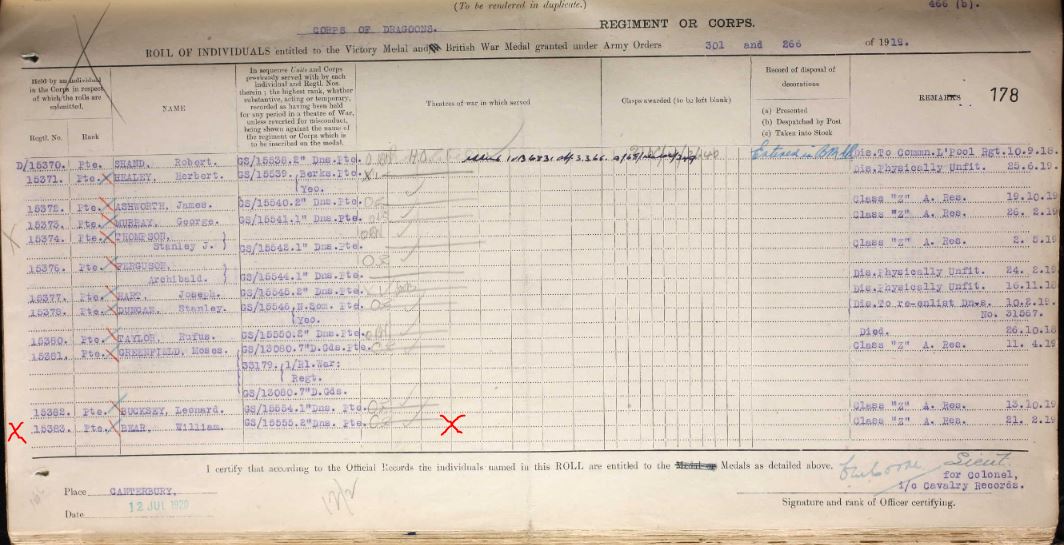 (To be rendered in duplicate.)
466 (b).
CORPS OF DRAGOONS. REGIMENT OR CORPS.
ROLL OF INDIVIDUALS entitled to the Victory Medal and British War Medal granted under Army Orders 301 and 266 of 1919.
Held by an individual in the Corps in respect of which the rolls are submitted.
Regtl. No. Rank
NAME
In sequence Units and Corps
previously served with by each
individual and Regtl. Nos.
therein; the highest rank, whether
substantive, acting or temporary,
recorded as having been held
for any period in a theatre of War,
unless reverted for misconduct,
being shown against the name of
the regiment or Corps which is
to be inscribed on the medal.
Theatres of war in which served
Clasps awarded (to be left blank)
Record of disposal of
decorations
(a) Presented
(b) Despatched by Post
(c) Taken into Stock
REMARKS 178
D/15370. Pte. SHAND, Robert. GS/15538.2" Dns.Pte. Dis.To Commn.L'Pool Rgt.10.9.18.
15371. Pte. HEALEY, Herbert. GS/15539. Berks.Pte. Dis.Physically Unfit. 25.6.19.
Yeo.
15372. Pte. ASHWORTH, James. GS/15540.2" Dns.Pte. Class "Z" A. Res. 19.10.19
15373. Pte. MURRAY, George. GS/15541.1" Dns.Pte. Class "Z" A. Res. 26. 2.19
15374. Pte. THOMPSON,
Stanley J. GS/15542.1" Dns.Pte. Class "Z" A. Res. 2. 5.19
15376. Pte. FERGUSON,
Archibald. GS/15544.1" Dns.Pte. Dis.Physically Unfit. 24. 2.19
15377. Pte. HART, Joseph. GS/15545.2" Dns.Pte. Dis.Physically Unfit. 16.11.18
15378. Pte. DUNCAN, Stanley. GS/15546. N.Som. Pte. Dis.To re-enlist Dns. 10.2.19.
Yeo. No. 31567.
15380. Pte. TAYLOR, Rufus. GS/15550.2" Dns.Pte. Died. 26.10.18
15381. Pte. GREENFIELD, Moses. GS/13080.7"D.Gds.Pte. Class "Z" A. Res. 11. 4.19
33179. 1/Rl.War:
Regt.
GS/13080.7"D.Gds.
15382. Pte. BUCKSEY, Leonard. GS/15554.1"Dns. Pte. Class "Z" A. Res. 13.10.19
15383. Pte. BEAR, William. GS/15555.2"Dns. Pte. Class "Z" A. Res. 21. 2.19
I certify that according to the Official Records the individuals named in this ROLL are entitled to the Medal or Medals as detailed above.
Lieut.
for Colonel,
i/c Cavalry Records.
Place CANTERBURY,
Date 12 JUL 1920
Signature and rank of Officer certifying.